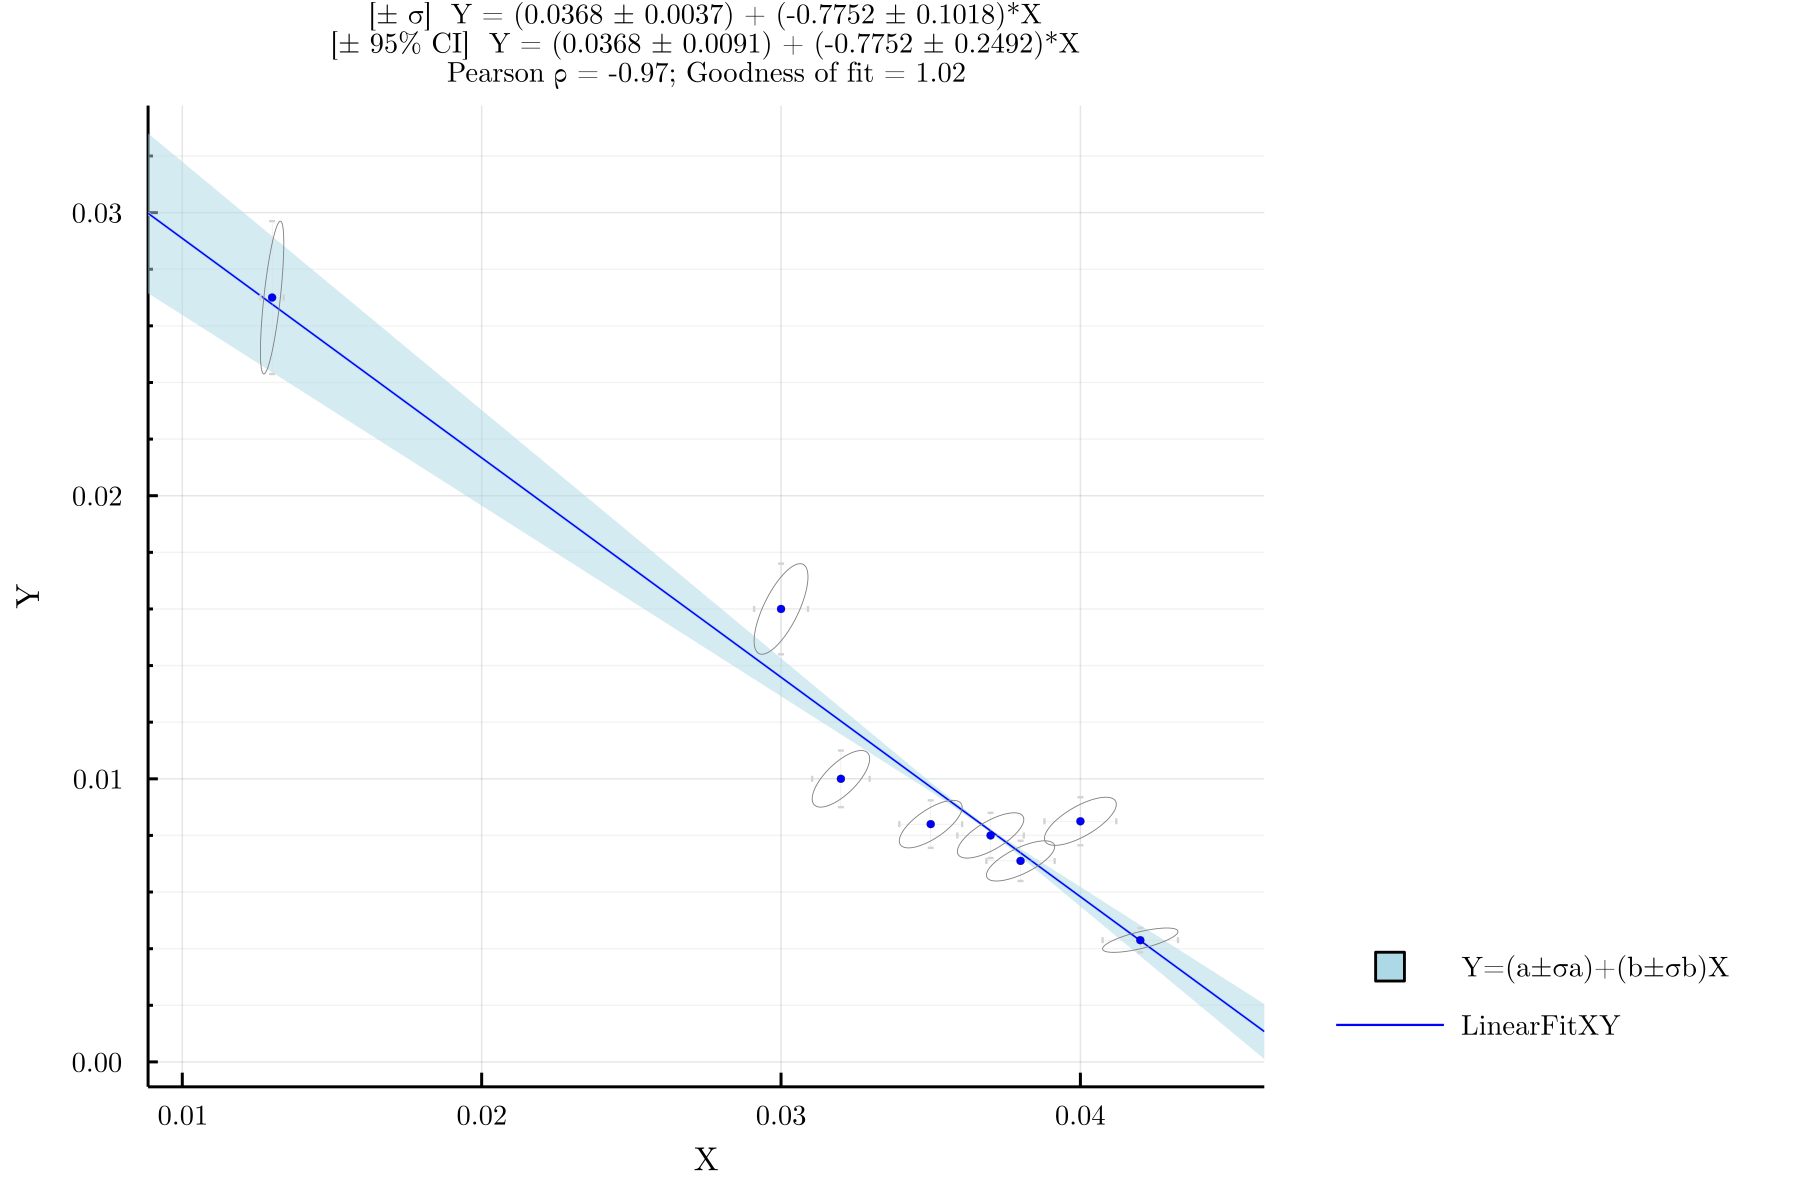 [± σ] Y = (0.0368 ± 0.0037) + (-0.7752 ± 0.1018)*X
[± 95% CI] Y = (0.0368 ± 0.0091) + (-0.7752 ± 0.2492)*X
Pearson ρ = -0.97; Goodness of fit = 1.02
0.03
0.02
0.01
0.00
Y
0.01 0.02 0.03 0.04
X
Y=(a±σa)+(b±σb)X
LinearFitXY